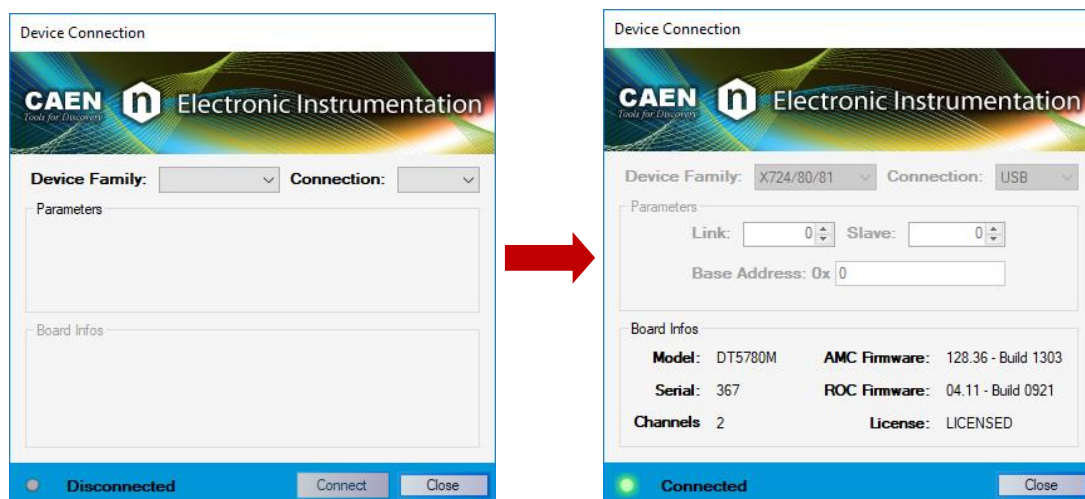 Device Connection
CAEN n Electronic Instrumentation
Tools for Discovery
Device Family: Connection:
Parameters
Board Infos
Disconnected Connect Close
Device Connection
CAEN n Electronic Instrumentation
Tools for Discovery
Device Family: X724/80/81 Connection: USB
Parameters
Link: 0 Slave: 0
Base Address: 0x 0
Board Infos
Model: DT5780M AMC Firmware: 128.36 - Build 1303
Serial: 367 ROC Firmware: 04.11 - Build 0921
Channels 2 License: LICENSED
Connected Close